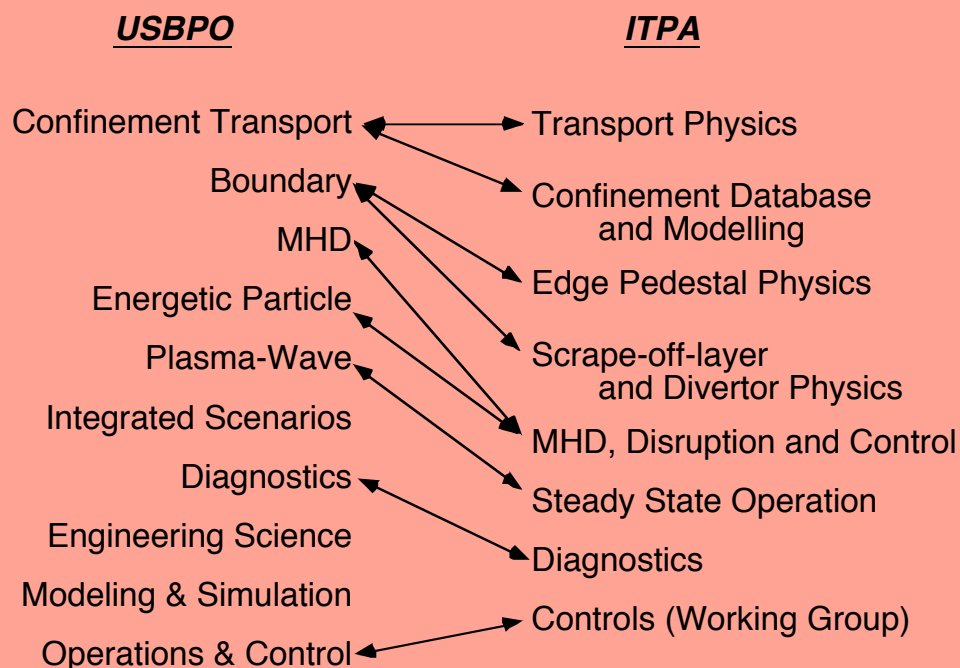 USBPO
ITPA
Confinement Transport
Transport Physics
Boundary
Confinement Database
and Modelling
MHD
Edge Pedestal Physics
Energetic Particle
Plasma-Wave
Scrape-off-layer
and Divertor Physics
Integrated Scenarios
MHD, Disruption and Control
Diagnostics
Steady State Operation
Engineering Science
Diagnostics
Modeling & Simulation
Controls (Working Group)
Operations & Control